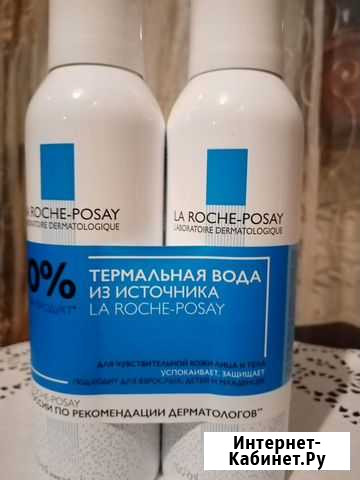 LA ROCHE-POSAY
LABORATOIRE DERMATOLOGIQUE
LA ROCHE-POSAY
LABORATOIRE DERMATOLOGIQUE
0%
ТЕРМАЛЬНАЯ ВОДА
ИЗ ИСТОЧНИКА
LA ROCHE-POSAY
ДЛЯ ЧУВСТВИТЕЛЬНОЙ КОЖИ ЛИЦА И ТЕЛА
УСПОКАИВАЕТ, ЗАЩИЩАЕТ
ПОДХОДИТ ДЛЯ ВЗРОСЛЫХ, ДЕТЕЙ И МЛАДЕНЦЕВ
ROCHE-POSAY
ПО РЕКОМЕНДАЦИИ ДЕРМАТОЛОГОВ**
Интернет-
Кабинет.Ру